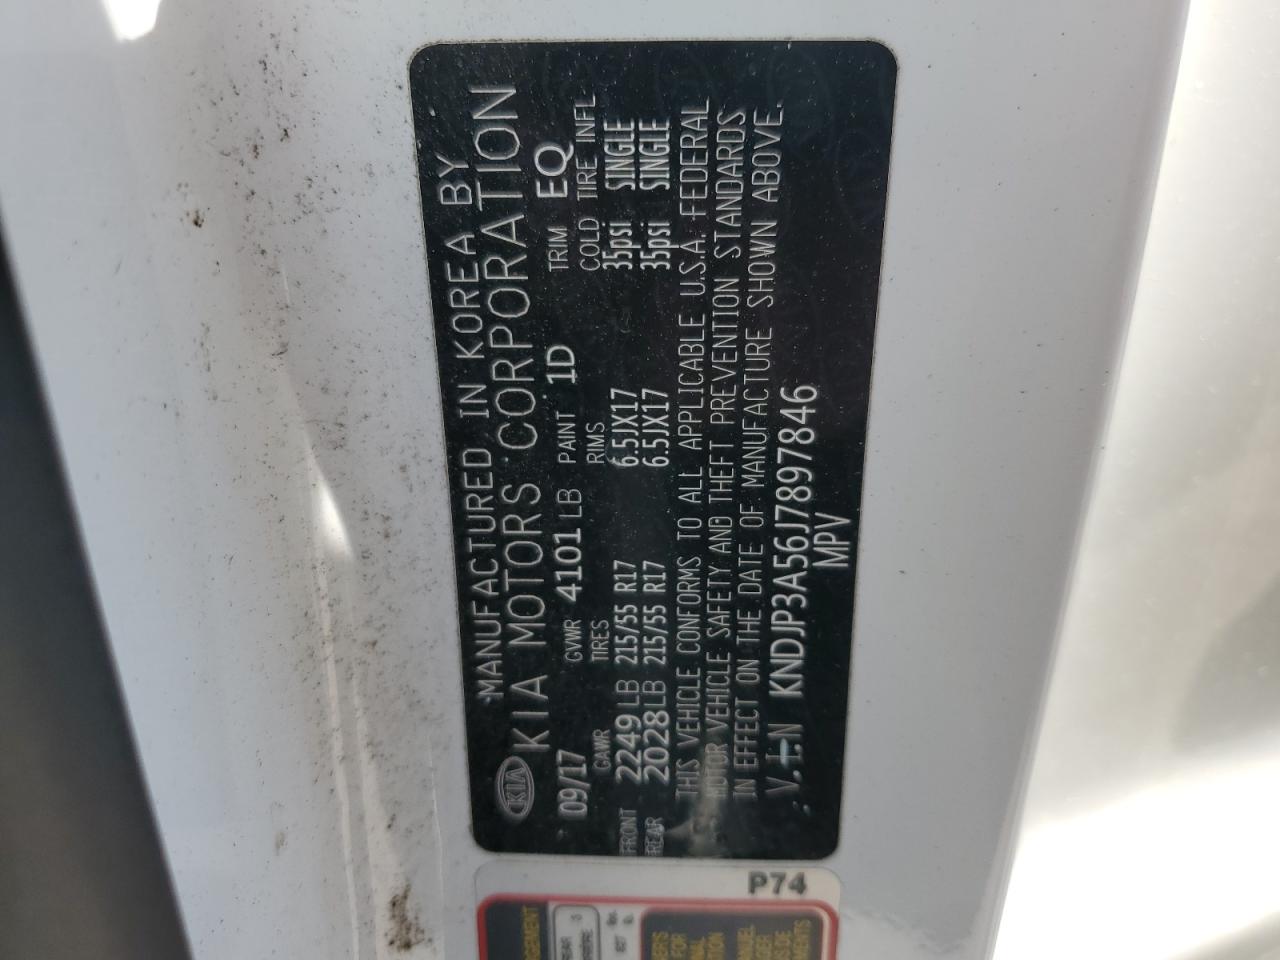 MANUFACTURED IN KOREA BY
KIA KIA MOTORS CORPORATION
09/17 GVWR 4101LB PAINT 1D TRIM EQ
GAWR TIRES RIMS COLD TIRE INFL.
FRONT 2249LB 215/55 R17 6.5JX17 35psi SINGLE
REAR 2028LB 215/55 R17 6.5JX17 35psi SINGLE
THIS VEHICLE CONFORMS TO ALL APPLICABLE U.S.A. FEDERAL
MOTOR VEHICLE SAFETY AND THEFT PREVENTION STANDARDS
IN EFFECT ON THE DATE OF MANUFACTURE SHOWN ABOVE.
V.I.N KNDJP3A56J7897846
MPV
P74